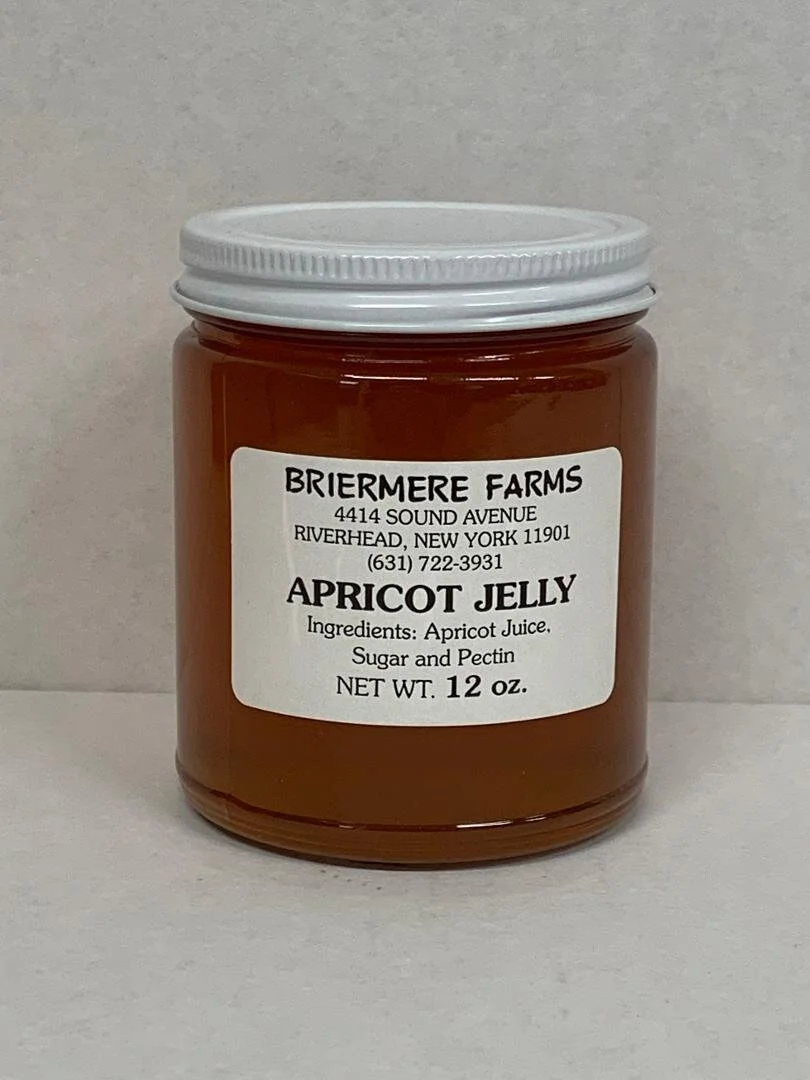 BRIERMERE FARMS
4414 SOUND AVENUE
RIVERHEAD, NEW YORK 11901
(631) 722-3931
APRICOT JELLY
Ingredients: Apricot Juice,
Sugar and Pectin
NET WT. 12 oz.